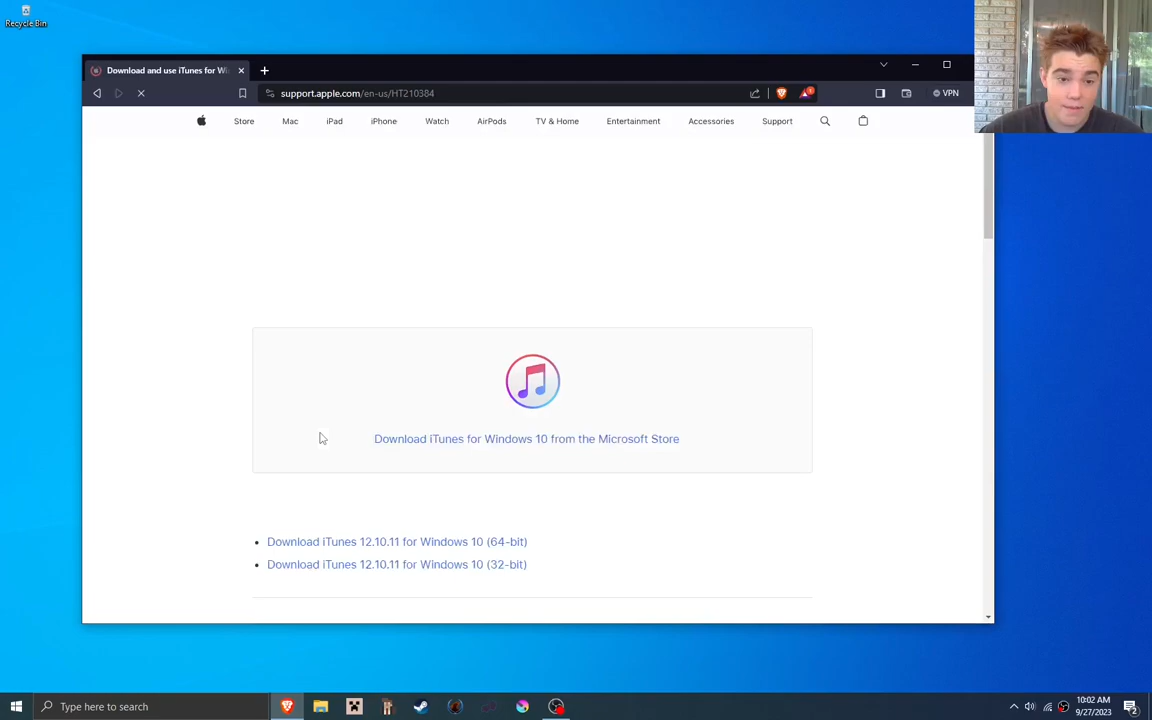 Recycle Bin
Download and use iTunes for Wi
support.apple.com/en-us/HT210384
1
VPN
Store
Mac
iPad
iPhone
Watch
AirPods
TV & Home
Entertainment
Accessories
Support
Download iTunes for Windows 10 from the Microsoft Store
Download iTunes 12.10.11 for Windows 10 (64-bit)
Download iTunes 12.10.11 for Windows 10 (32-bit)
Type here to search
10:02 AM
9/27/2023
2